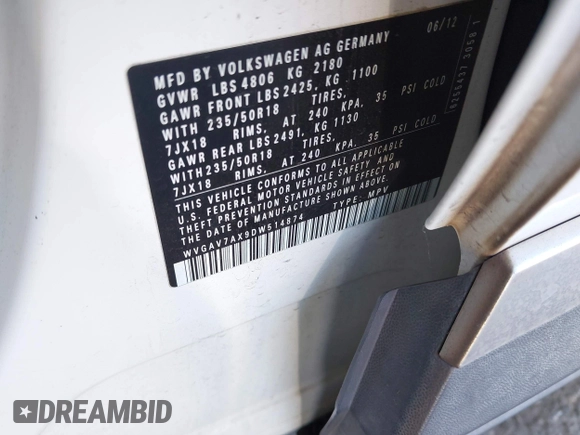 MFD BY VOLKSWAGEN AG GERMANY 06/12
GVWR LBS 4806 KG 2180
GAWR FRONT LBS 2425, KG 1100
WITH 235/50R18 TIRES,
7JX18 RIMS, AT 240 KPA, 35 PSI COLD
GAWR REAR LBS 2491, KG 1130
WITH 235/50R18 TIRES,
7JX18 RIMS, AT 240 KPA, 35 PSI COLD
THIS VEHICLE CONFORMS TO ALL APPLICABLE
U.S. FEDERAL MOTOR VEHICLE SAFETY, AND
THEFT PREVENTION STANDARDS IN EFFECT ON
THE DATE OF MANUFACTURE SHOWN ABOVE.
WVGAV7AX9DW514874 TYPE: MPV
6256437 3058 1
DREAMBID